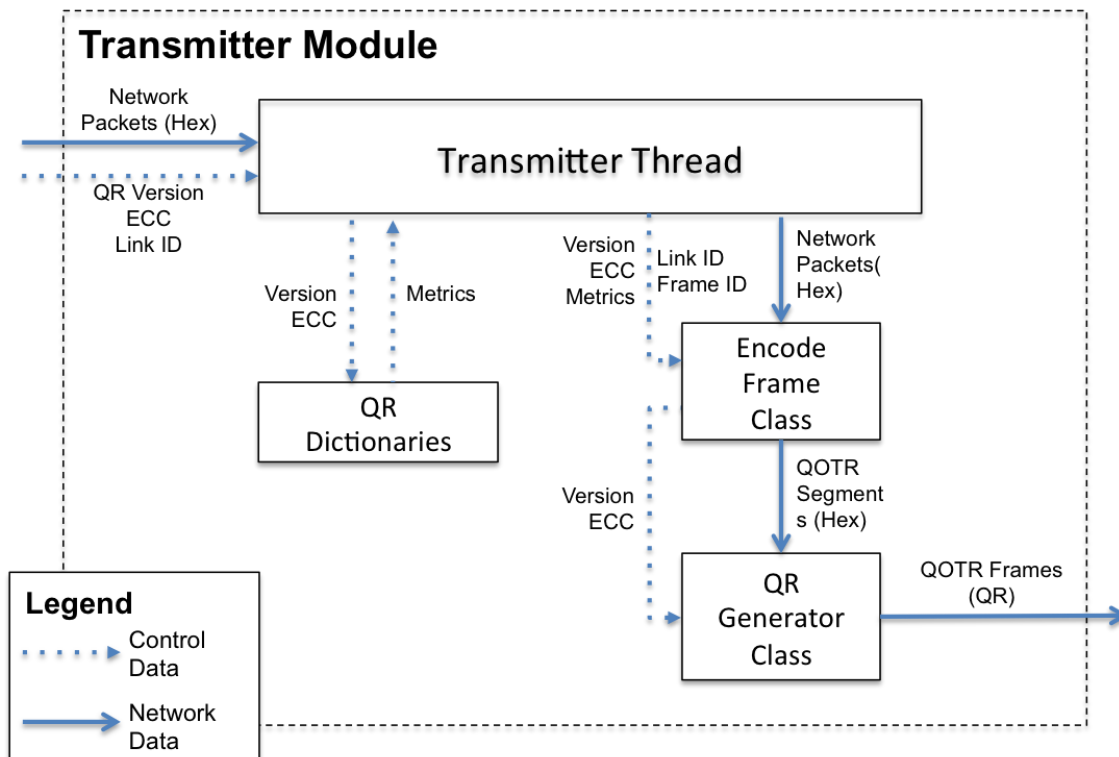 Transmitter Module
Network
Packets (Hex)
QR Version
ECC
Link ID
Transmitter Thread
Version
ECC
Metrics
Version
ECC
Metrics
Link ID
Frame ID
Network
Packets(
Hex)
QR
Dictionaries
Encode
Frame
Class
Version
ECC
QOTR
Segment
s (Hex)
QR
Generator
Class
QOTR Frames
(QR)
Legend
Control
Data
Network
Data